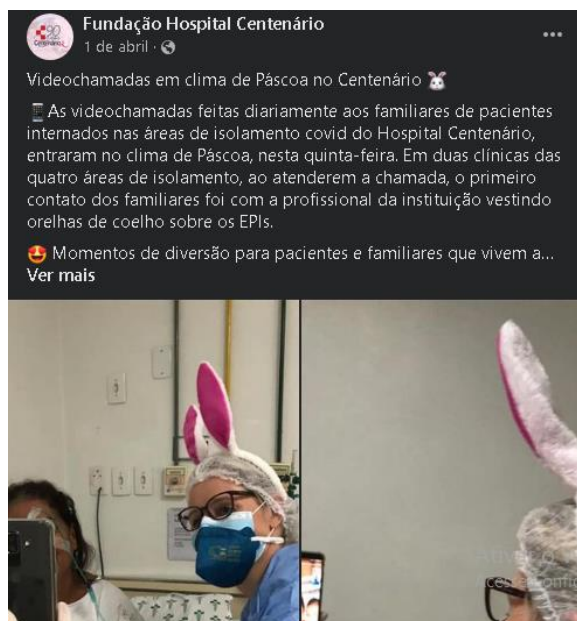 Fundação Hospital Centenário
1 de abril ·
Videochamadas em clima de Páscoa no Centenário
As videochamadas feitas diariamente aos familiares de pacientes
internados nas áreas de isolamento covid do Hospital Centenário,
entraram no clima de Páscoa, nesta quinta-feira. Em duas clínicas das
quatro áreas de isolamento, ao atenderem a chamada, o primeiro
contato dos familiares foi com a profissional da instituição vestindo
orelhas de coelho sobre os EPIs.
Momentos de diversão para pacientes e familiares que vivem a...
Ver mais